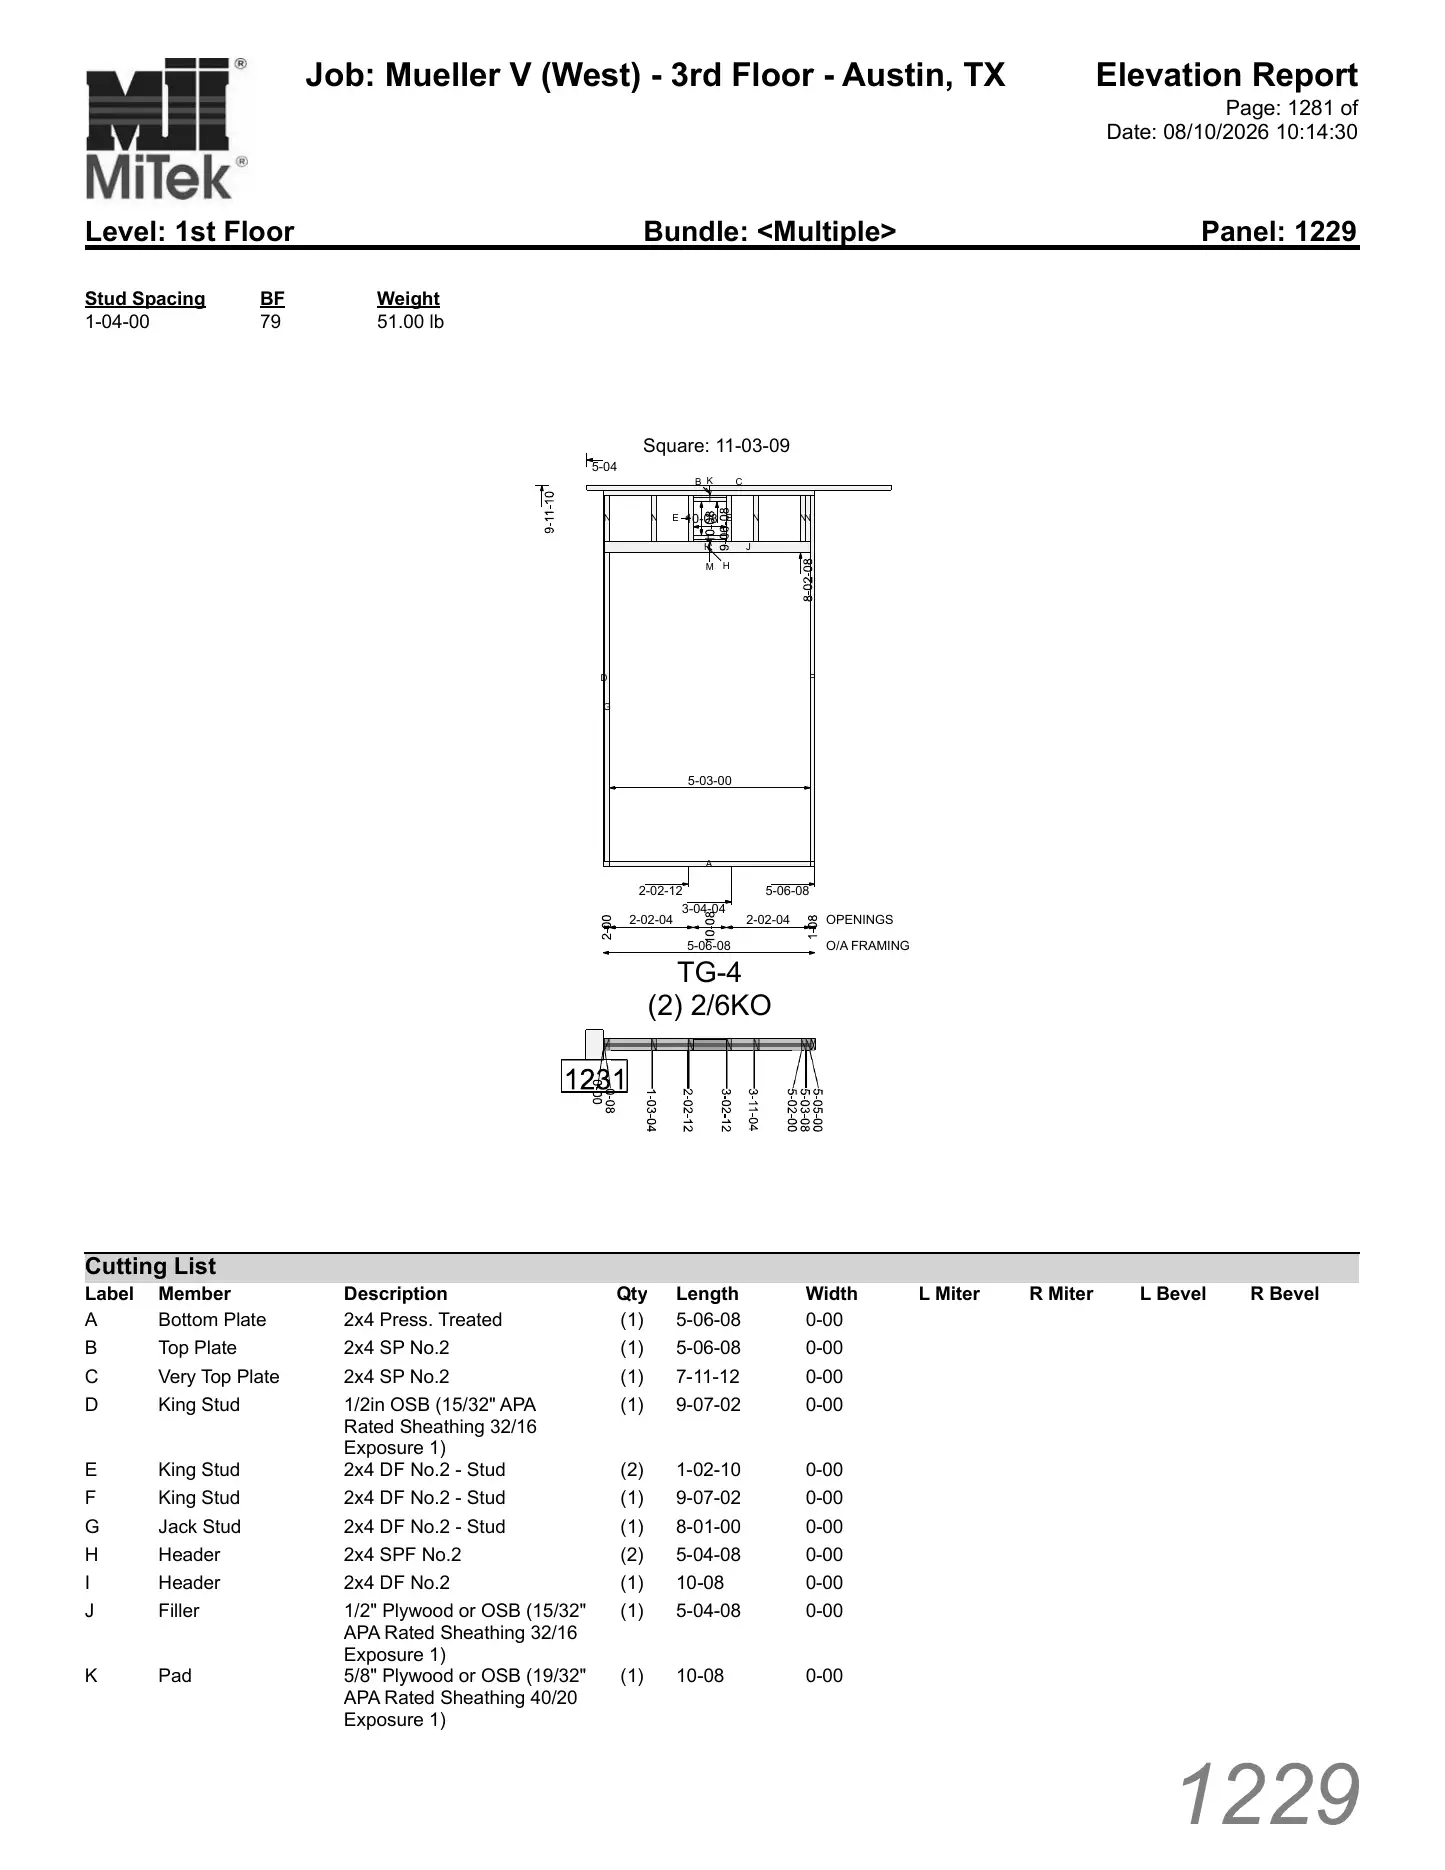 MiTek®
Job: Mueller V (West) - 3rd Floor - Austin, TX
Elevation Report
Page: 1281 of
Date: 08/10/2026 10:14:30
Level: 1st Floor Bundle: <Multiple> Panel: 1229
Stud Spacing BF Weight
1-04-00 79 51.00 lb
Square: 11-03-09
5-04
B K C
9-11-10
N N E N N N
10-08
9-06-08
J
M H
8-02-08
D F
G
5-03-00
A
2-02-12 5-06-08
3-04-04
2-00 2-02-04 10-08 2-02-04 1-08 OPENINGS
5-06-08 O/A FRAMING
TG-4
(2) 2/6KO
1231
1-03-04 2-02-12 3-02-12 3-11-04 5-02-00 5-03-08 5-05-00
Cutting List
Label Member Description Qty Length Width L Miter R Miter L Bevel R Bevel
A Bottom Plate 2x4 Press. Treated (1) 5-06-08 0-00
B Top Plate 2x4 SP No.2 (1) 5-06-08 0-00
C Very Top Plate 2x4 SP No.2 (1) 7-11-12 0-00
D King Stud 1/2in OSB (15/32" APA (1) 9-07-02 0-00
Rated Sheathing 32/16
Exposure 1)
E King Stud 2x4 DF No.2 - Stud (2) 1-02-10 0-00
F King Stud 2x4 DF No.2 - Stud (1) 9-07-02 0-00
G Jack Stud 2x4 DF No.2 - Stud (1) 8-01-00 0-00
H Header 2x4 SPF No.2 (2) 5-04-08 0-00
I Header 2x4 DF No.2 (1) 10-08 0-00
J Filler 1/2" Plywood or OSB (15/32" (1) 5-04-08 0-00
APA Rated Sheathing 32/16
Exposure 1)
K Pad 5/8" Plywood or OSB (19/32" (1) 10-08 0-00
APA Rated Sheathing 40/20
Exposure 1)
1229